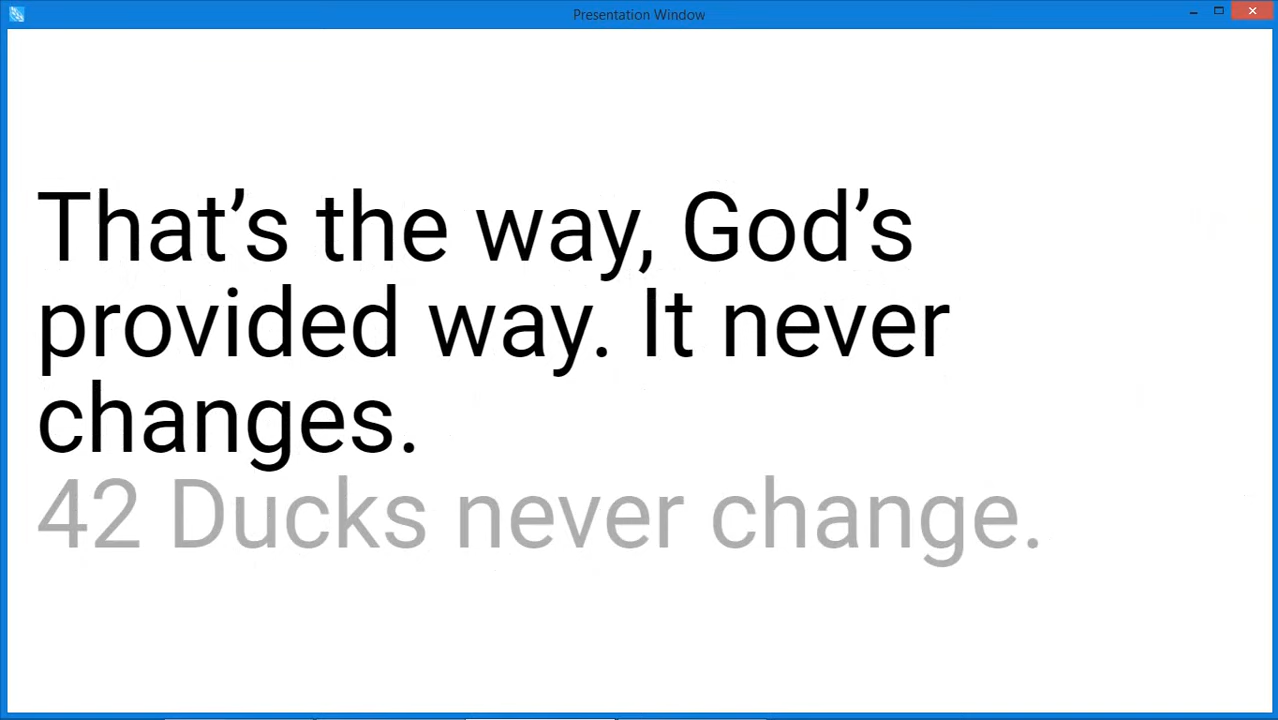 Presentation Window
That’s the way, God’s
provided way. It never
changes.
42 Ducks never change.